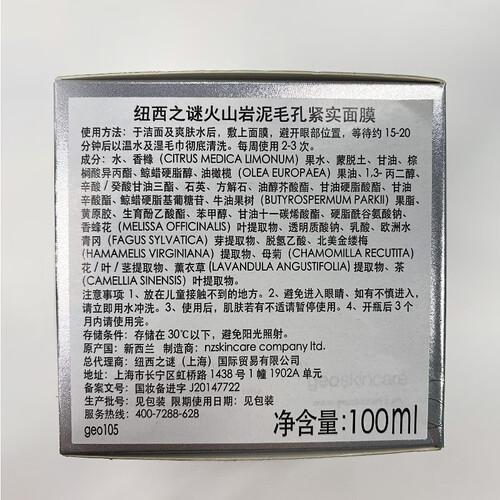 纽西之谜火山岩泥毛孔紧实面膜
使用方法：于洁面及爽肤水后，敷上面膜，避开眼部位置，等待约 15-20
分钟后以温水及湿毛巾彻底清洗。每周使用 2-3 次。
成分：水、香橼 (CITRUS MEDICA LIMONUM) 果水、蒙脱土、甘油、棕
榈酸异丙酯、鲸蜡硬脂醇、油橄榄 (OLEA EUROPAEA) 果油、1,3- 丙二醇、
辛酸 / 癸酸甘油三酯、石英、方解石、油醇芥酸酯、甘油硬脂酸酯、甘油
辛酸酯、鲸蜡硬脂基葡糖苷、牛油果树 (BUTYROSPERMUM PARKII) 果脂、
黄原胶、生育酚乙酸酯、苯甲醇、甘油十一碳烯酸酯、硬脂酰谷氨酸钠、
香蜂花 (MELISSA OFFICINALIS) 叶提取物、透明质酸钠、乳酸、欧洲水
青冈 (FAGUS SYLVATICA) 芽提取物、脱氢乙酸、北美金缕梅
(HAMAMELIS VIRGINIANA) 提取物、母菊 (CHAMOMILLA RECUTITA)
花 / 叶 / 茎提取物、薰衣草 (LAVANDULA ANGUSTIFOLIA) 提取物、茶
(CAMELLIA SINENSIS) 叶提取物。
注意事项 1、放在儿童接触不到的地方。2、避免进入眼睛、如有不慎进入，
请立即用水冲洗。3、使用后，肌肤若有不适请暂停使用。4、开瓶后 3 个
月内请使用完。
存储条件：存储在 30℃以下，避免阳光照射。
原产国：新西兰 制造商：nzskincare company ltd.
经销商：纽西之谜（上海）国际贸易有限公司
地址：上海市长宁区虹桥路 1438 号 1 幢 1902A 单元
备案文号：国妆备进字 J20147722
生产批号：见包装 限期使用日期：见包装
服务热线：400-7288-628
geo105
净含量：100ml
geoskincare